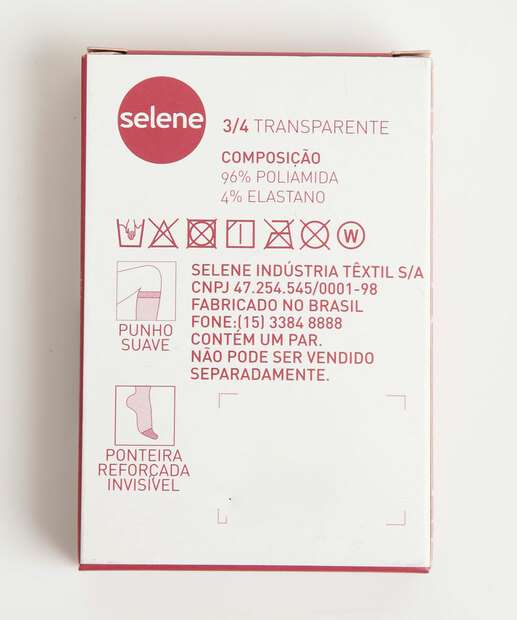 selene
3/4 TRANSPARENTE
COMPOSIÇÃO
96% POLIAMIDA
4% ELASTANO
W
SELENE INDÚSTRIA TÊXTIL S/A
CNPJ 47.254.545/0001-98
FABRICADO NO BRASIL
FONE:(15) 3384 8888
CONTÉM UM PAR.
NÃO PODE SER VENDIDO
SEPARADAMENTE.
PUNHO
SUAVE
PONTEIRA
REFORÇADA
INVISÍVEL